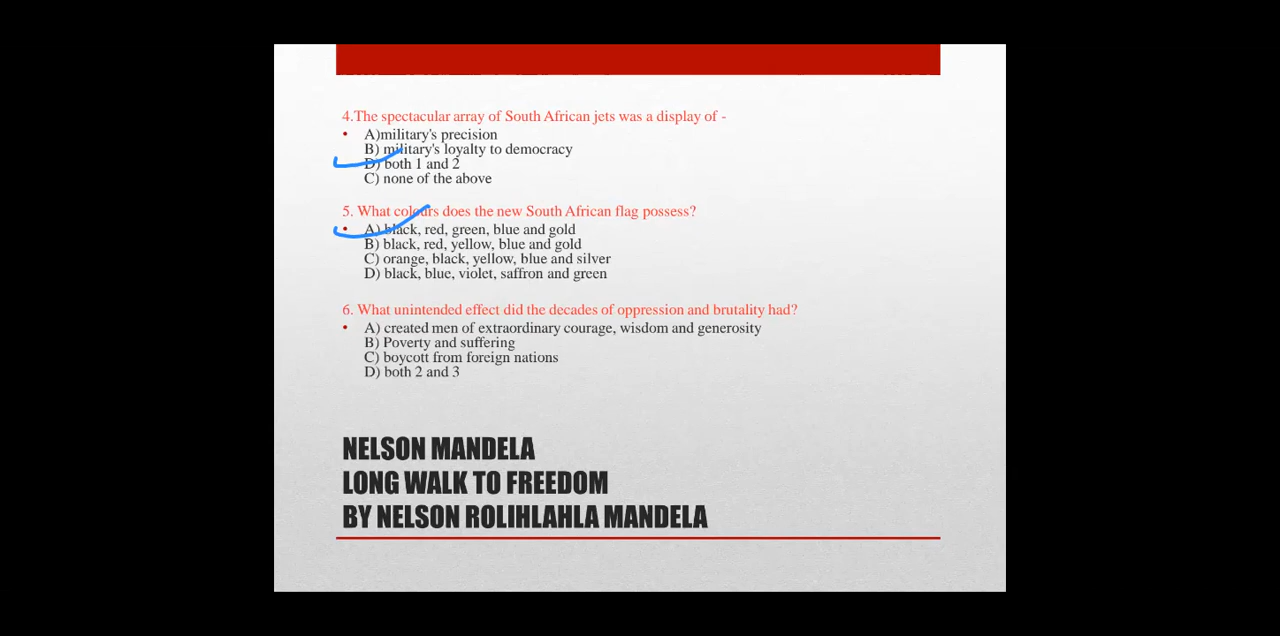 4.The spectacular array of South African jets was a display of -
• A)military's precision
B) military's loyalty to democracy
D) both 1 and 2
C) none of the above
5. What colours does the new South African flag possess?
• A) black, red, green, blue and gold
B) black, red, yellow, blue and gold
C) orange, black, yellow, blue and silver
D) black, blue, violet, saffron and green
6. What unintended effect did the decades of oppression and brutality had?
• A) created men of extraordinary courage, wisdom and generosity
B) Poverty and suffering
C) boycott from foreign nations
D) both 2 and 3
NELSON MANDELA
LONG WALK TO FREEDOM
BY NELSON ROLIHLAHLA MANDELA